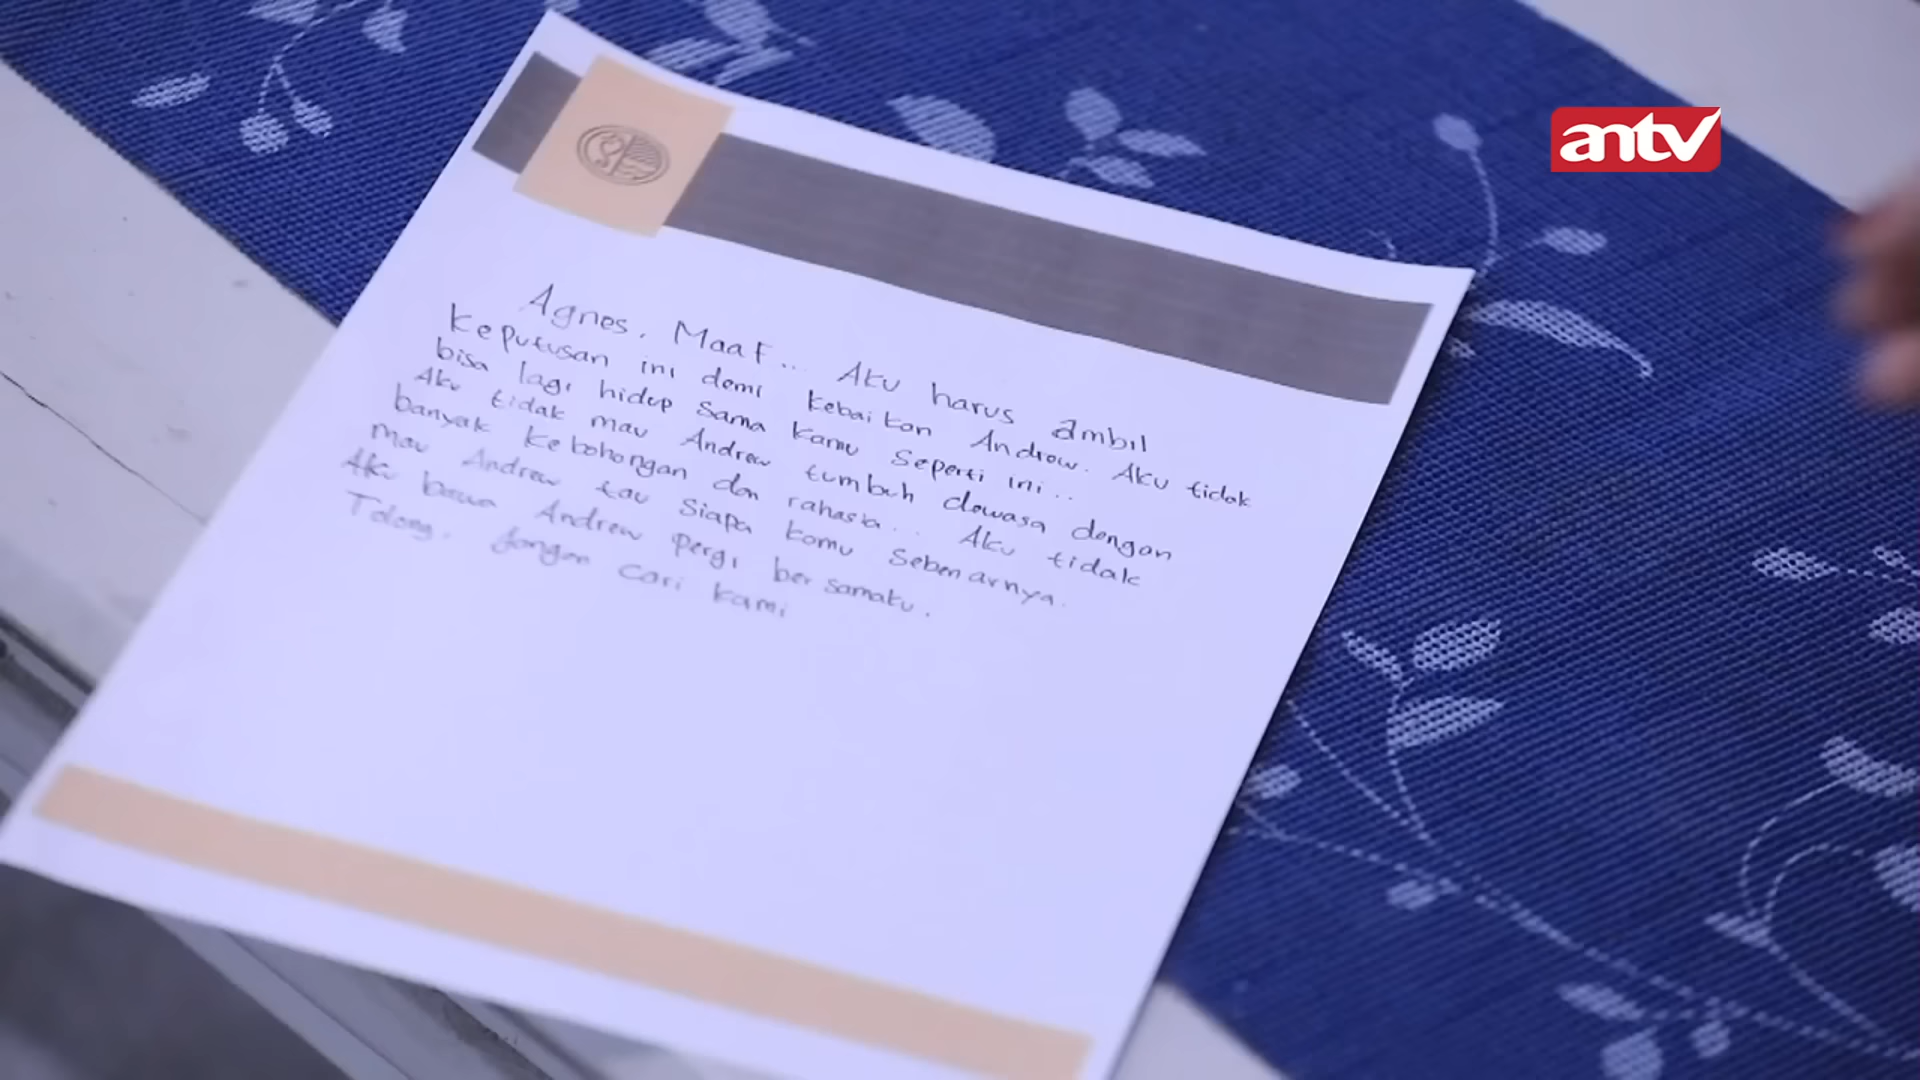 antv
Agnes, Maaf... Aku harus ambil
keputusan ini demi kebaikan Andrew. Aku tidak
bisa lagi hidup sama kamu seperti ini..
Aku tidak mau Andrew tumbuh dewasa dengan
banyak kebohongan dan rahasia... Aku tidak
mau Andrew tau siapa kamu sebenarnya.
Aku bawa Andrew pergi bersamaku.
Tolong, jangan cari kami